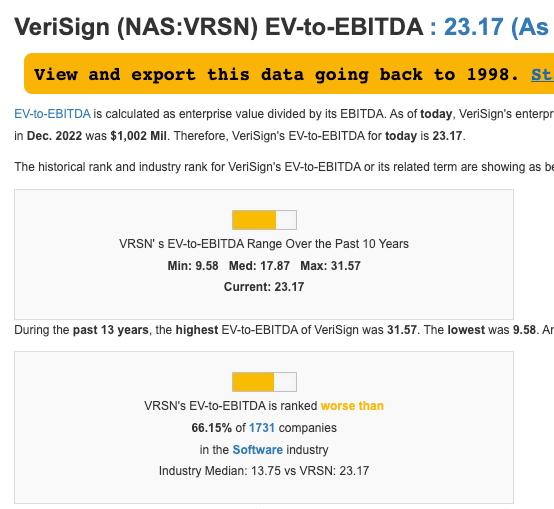 VeriSign (NAS:VRSN) EV-to-EBITDA : 23.17 (As
View and export this data going back to 1998. St
EV-to-EBITDA is calculated as enterprise value divided by its EBITDA. As of today, VeriSign's enterpr
in Dec. 2022 was $1,002 Mil. Therefore, VeriSign's EV-to-EBITDA for today is 23.17.
The historical rank and industry rank for VeriSign's EV-to-EBITDA or its related term are showing as be
VRSN' s EV-to-EBITDA Range Over the Past 10 Years
Min: 9.58 Med: 17.87 Max: 31.57
Current: 23.17
During the past 13 years, the highest EV-to-EBITDA of VeriSign was 31.57. The lowest was 9.58. Ar
VRSN's EV-to-EBITDA is ranked worse than
66.15% of 1731 companies
in the Software industry
Industry Median: 13.75 vs VRSN: 23.17